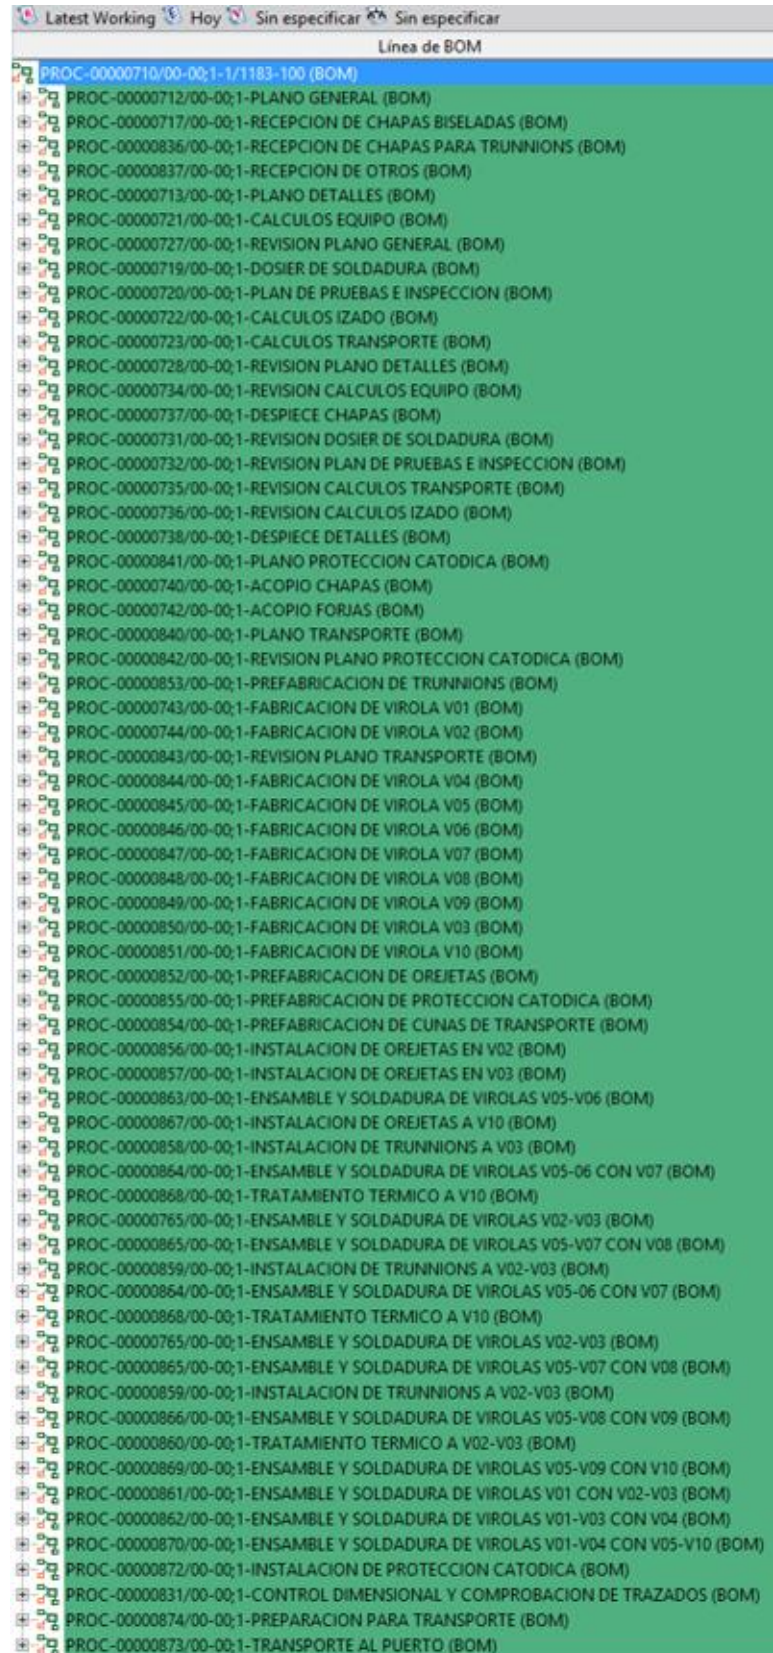 Latest Working Hoy Sin especificar Sin especificar
Línea de BOM
PROC-00000710/00-00;1-1/1183-100 (BOM)
PROC-00000712/00-00;1-PLANO GENERAL (BOM)
PROC-00000717/00-00;1-RECEPCION DE CHAPAS BISELADAS (BOM)
PROC-00000836/00-00;1-RECEPCION DE CHAPAS PARA TRUNNIONS (BOM)
PROC-00000837/00-00;1-RECEPCION DE OTROS (BOM)
PROC-00000713/00-00;1-PLANO DETALLES (BOM)
PROC-00000721/00-00;1-CALCULOS EQUIPO (BOM)
PROC-00000727/00-00;1-REVISION PLANO GENERAL (BOM)
PROC-00000719/00-00;1-DOSIER DE SOLDADURA (BOM)
PROC-00000720/00-00;1-PLAN DE PRUEBAS E INSPECCION (BOM)
PROC-00000722/00-00;1-CALCULOS IZADO (BOM)
PROC-00000723/00-00;1-CALCULOS TRANSPORTE (BOM)
PROC-00000728/00-00;1-REVISION PLANO DETALLES (BOM)
PROC-00000734/00-00;1-REVISION CALCULOS EQUIPO (BOM)
PROC-00000737/00-00;1-DESPIECE CHAPAS (BOM)
PROC-00000731/00-00;1-REVISION DOSIER DE SOLDADURA (BOM)
PROC-00000732/00-00;1-REVISION PLAN DE PRUEBAS E INSPECCION (BOM)
PROC-00000735/00-00;1-REVISION CALCULOS TRANSPORTE (BOM)
PROC-00000736/00-00;1-REVISION CALCULOS IZADO (BOM)
PROC-00000738/00-00;1-DESPIECE DETALLES (BOM)
PROC-00000841/00-00;1-PLANO PROTECCION CATODICA (BOM)
PROC-00000740/00-00;1-ACOPIO CHAPAS (BOM)
PROC-00000742/00-00;1-ACOPIO FORJAS (BOM)
PROC-00000840/00-00;1-PLANO TRANSPORTE (BOM)
PROC-00000842/00-00;1-REVISION PLANO PROTECCION CATODICA (BOM)
PROC-00000853/00-00;1-PREFABRICACION DE TRUNNIONS (BOM)
PROC-00000743/00-00;1-FABRICACION DE VIROLA V01 (BOM)
PROC-00000744/00-00;1-FABRICACION DE VIROLA V02 (BOM)
PROC-00000843/00-00;1-REVISION PLANO TRANSPORTE (BOM)
PROC-00000844/00-00;1-FABRICACION DE VIROLA V04 (BOM)
PROC-00000845/00-00;1-FABRICACION DE VIROLA V05 (BOM)
PROC-00000846/00-00;1-FABRICACION DE VIROLA V06 (BOM)
PROC-00000847/00-00;1-FABRICACION DE VIROLA V07 (BOM)
PROC-00000848/00-00;1-FABRICACION DE VIROLA V08 (BOM)
PROC-00000849/00-00;1-FABRICACION DE VIROLA V09 (BOM)
PROC-00000850/00-00;1-FABRICACION DE VIROLA V03 (BOM)
PROC-00000851/00-00;1-FABRICACION DE VIROLA V10 (BOM)
PROC-00000852/00-00;1-PREFABRICACION DE OREJETAS (BOM)
PROC-00000855/00-00;1-PREFABRICACION DE PROTECCION CATODICA (BOM)
PROC-00000854/00-00;1-PREFABRICACION DE CUNAS DE TRANSPORTE (BOM)
PROC-00000856/00-00;1-INSTALACION DE OREJETAS EN V02 (BOM)
PROC-00000857/00-00;1-INSTALACION DE OREJETAS EN V03 (BOM)
PROC-00000863/00-00;1-ENSAMBLE Y SOLDADURA DE VIROLAS V05-V06 (BOM)
PROC-00000867/00-00;1-INSTALACION DE OREJETAS A V10 (BOM)
PROC-00000858/00-00;1-INSTALACION DE TRUNNIONS A V03 (BOM)
PROC-00000864/00-00;1-ENSAMBLE Y SOLDADURA DE VIROLAS V05-06 CON V07 (BOM)
PROC-00000868/00-00;1-TRATAMIENTO TERMICO A V10 (BOM)
PROC-00000765/00-00;1-ENSAMBLE Y SOLDADURA DE VIROLAS V02-V03 (BOM)
PROC-00000865/00-00;1-ENSAMBLE Y SOLDADURA DE VIROLAS V05-V07 CON V08 (BOM)
PROC-00000859/00-00;1-INSTALACION DE TRUNNIONS A V02-V03 (BOM)
PROC-00000864/00-00;1-ENSAMBLE Y SOLDADURA DE VIROLAS V05-06 CON V07 (BOM)
PROC-00000868/00-00;1-TRATAMIENTO TERMICO A V10 (BOM)
PROC-00000765/00-00;1-ENSAMBLE Y SOLDADURA DE VIROLAS V02-V03 (BOM)
PROC-00000865/00-00;1-ENSAMBLE Y SOLDADURA DE VIROLAS V05-V07 CON V08 (BOM)
PROC-00000859/00-00;1-INSTALACION DE TRUNNIONS A V02-V03 (BOM)
PROC-00000866/00-00;1-ENSAMBLE Y SOLDADURA DE VIROLAS V05-V08 CON V09 (BOM)
PROC-00000860/00-00;1-TRATAMIENTO TERMICO A V02-V03 (BOM)
PROC-00000869/00-00;1-ENSAMBLE Y SOLDADURA DE VIROLAS V05-V09 CON V10 (BOM)
PROC-00000861/00-00;1-ENSAMBLE Y SOLDADURA DE VIROLAS V01 CON V02-V03 (BOM)
PROC-00000862/00-00;1-ENSAMBLE Y SOLDADURA DE VIROLAS V01-V03 CON V04 (BOM)
PROC-00000870/00-00;1-ENSAMBLE Y SOLDADURA DE VIROLAS V01-V04 CON V05-V10 (BOM)
PROC-00000872/00-00;1-INSTALACION DE PROTECCION CATODICA (BOM)
PROC-00000831/00-00;1-CONTROL DIMENSIONAL Y COMPROBACION DE TRAZADOS (BOM)
PROC-00000874/00-00;1-PREPARACION PARA TRANSPORTE (BOM)
PROC-00000873/00-00;1-TRANSPORTE AL PUERTO (BOM)